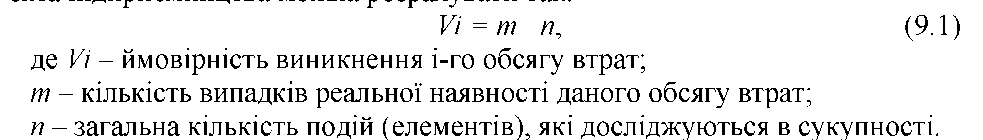 Vi = m   n,   (9.1)
де Vi – ймовірність виникнення і-го обсягу втрат;
m – кількість випадків реальної наявності даного обсягу втрат;
n – загальна кількість подій (елементів), які досліджуються в сукупності.